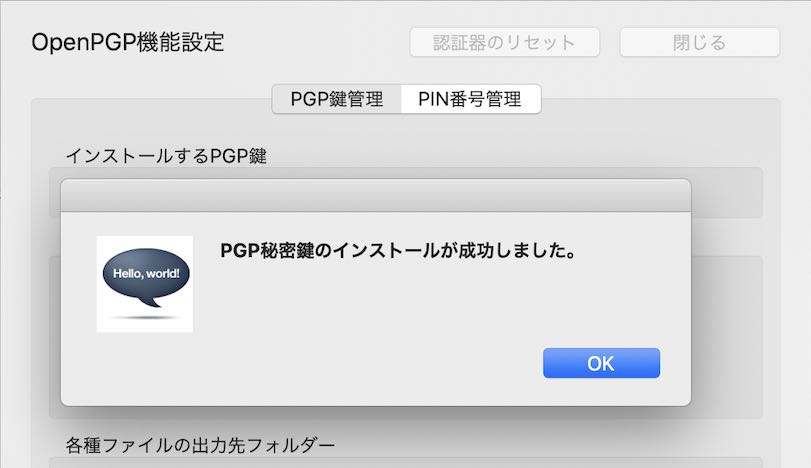 OpenPGP機能設定
認証器のリセット
閉じる
PGP鍵管理
PIN番号管理
インストールするPGP鍵
Hello, world!
PGP秘密鍵のインストールが成功しました。
OK
各種ファイルの出力先フォルダー